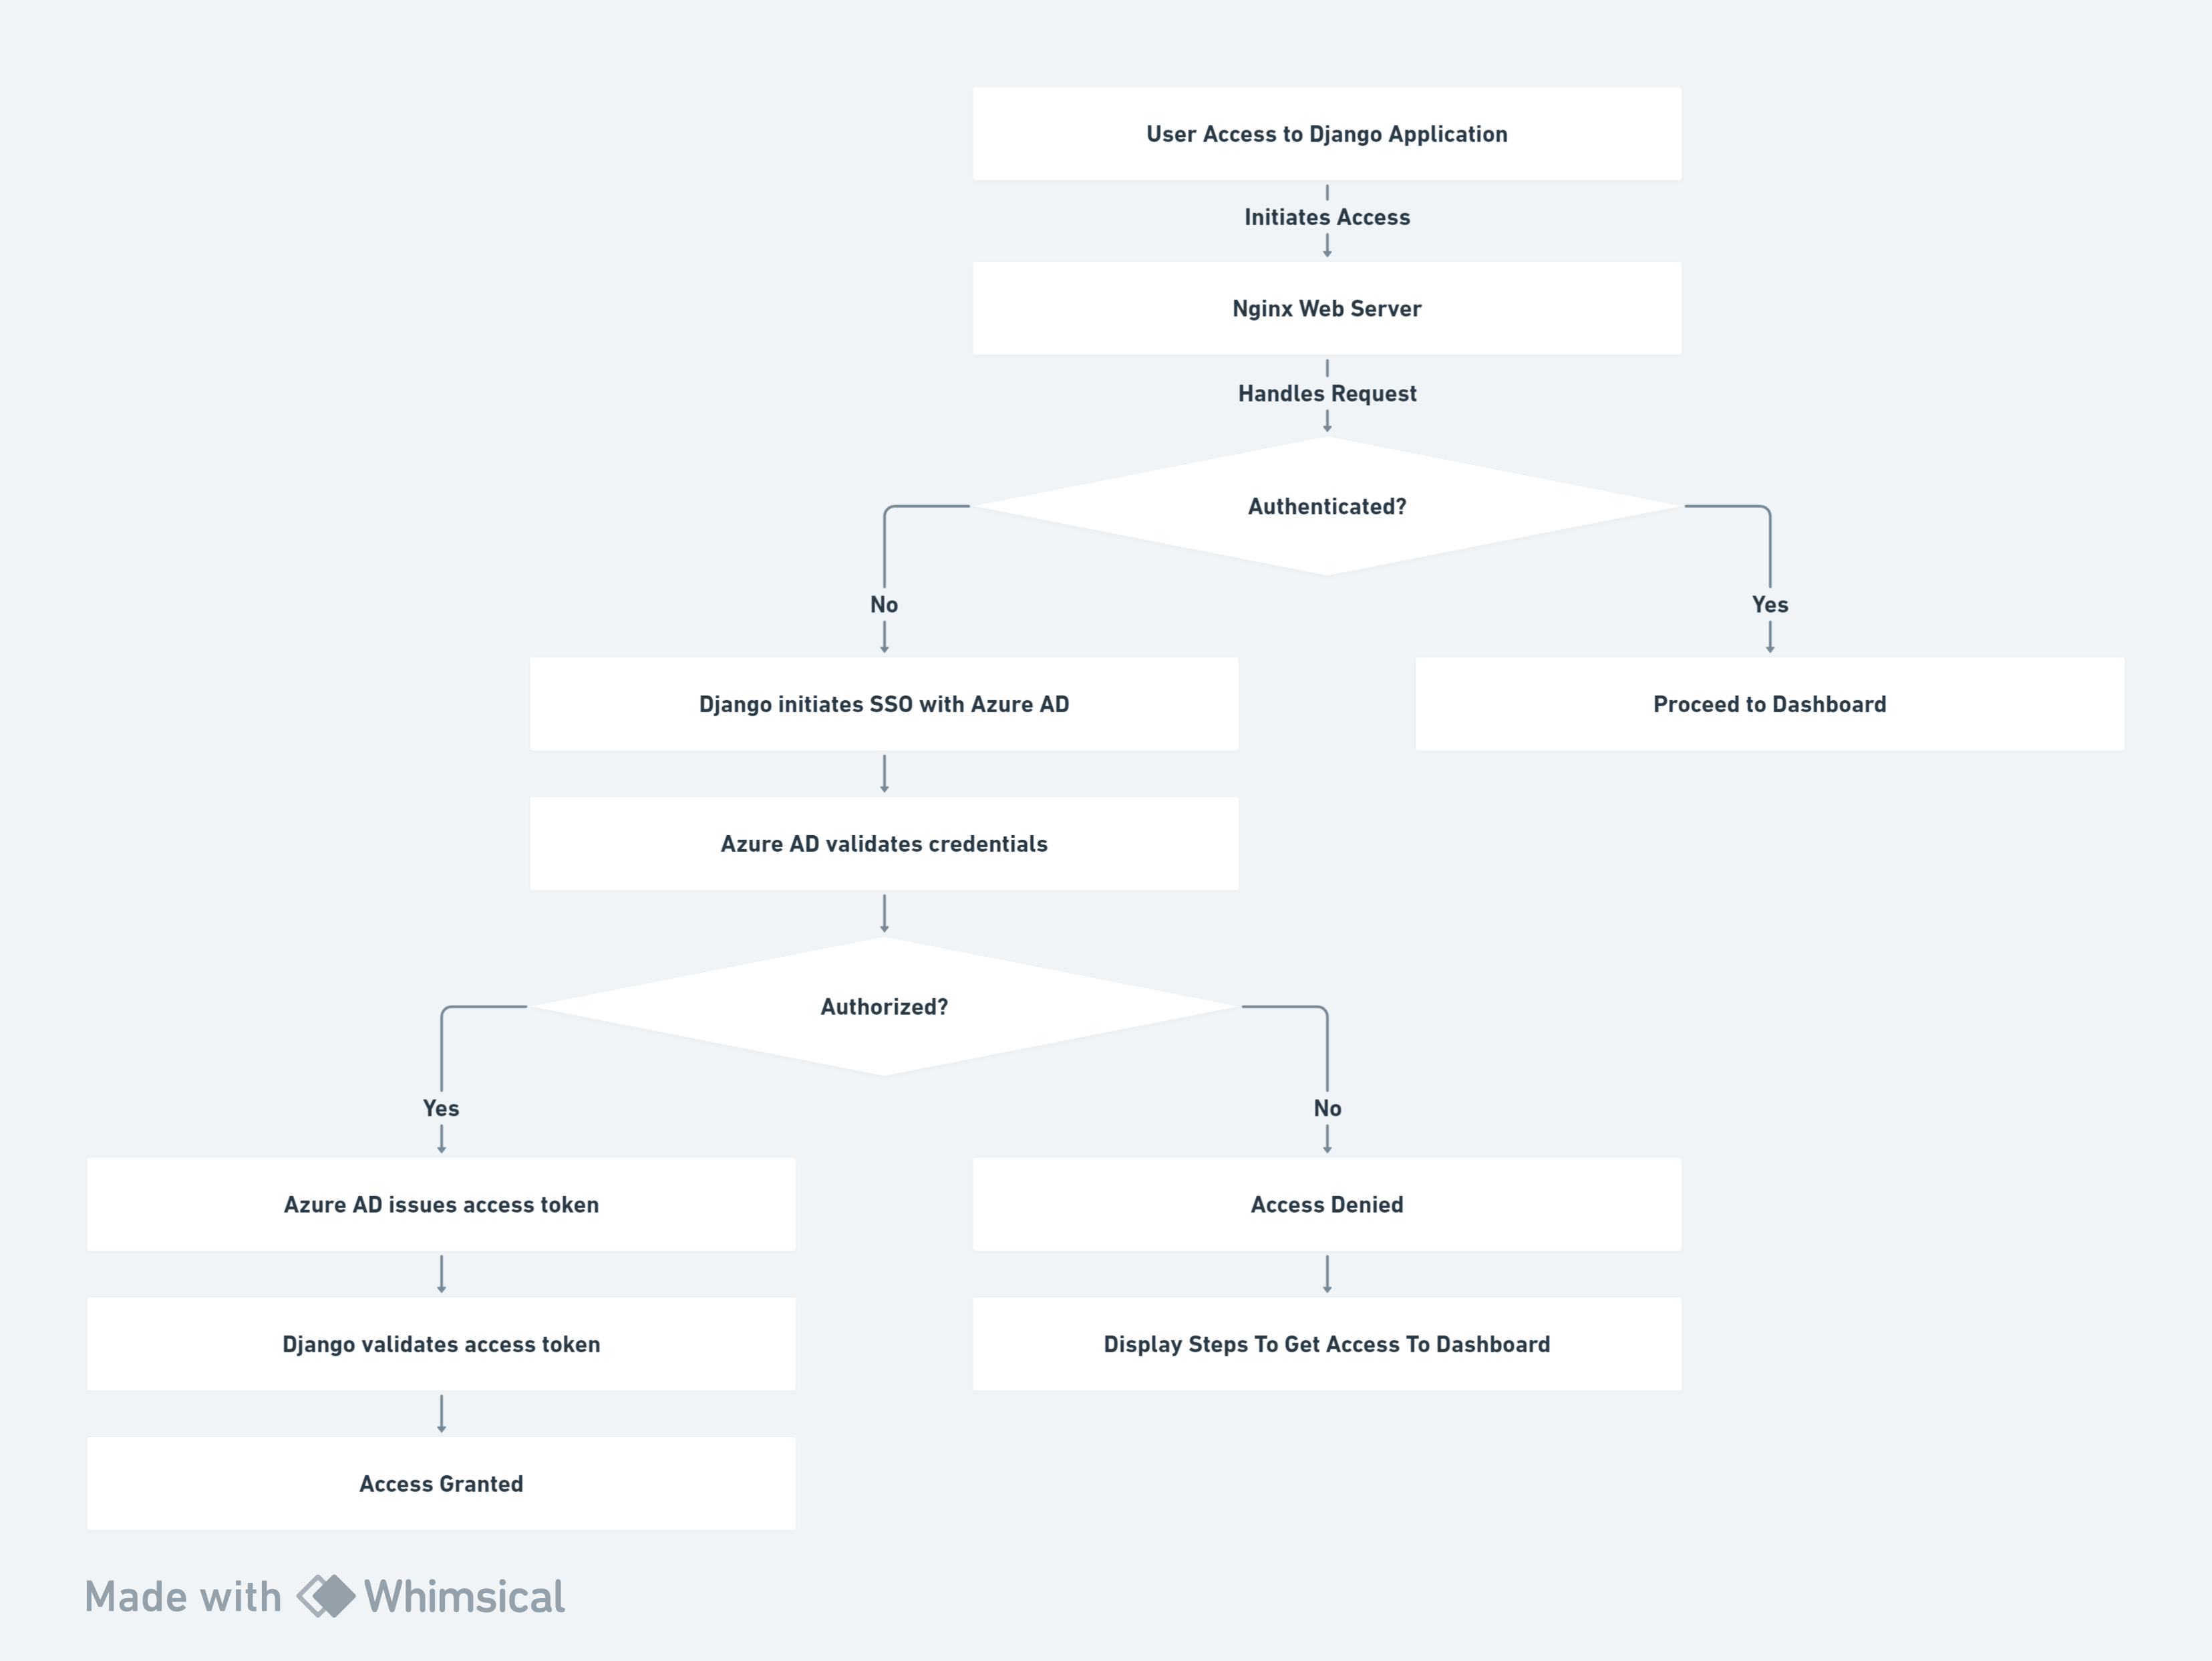 User Access to Django Application
Initiates Access
Nginx Web Server
Handles Request
Authenticated?
No
Yes
Django initiates SSO with Azure AD
Proceed to Dashboard
Azure AD validates credentials
Authorized?
Yes
No
Azure AD issues access token
Access Denied
Django validates access token
Display Steps To Get Access To Dashboard
Access Granted
Made with Whimsical